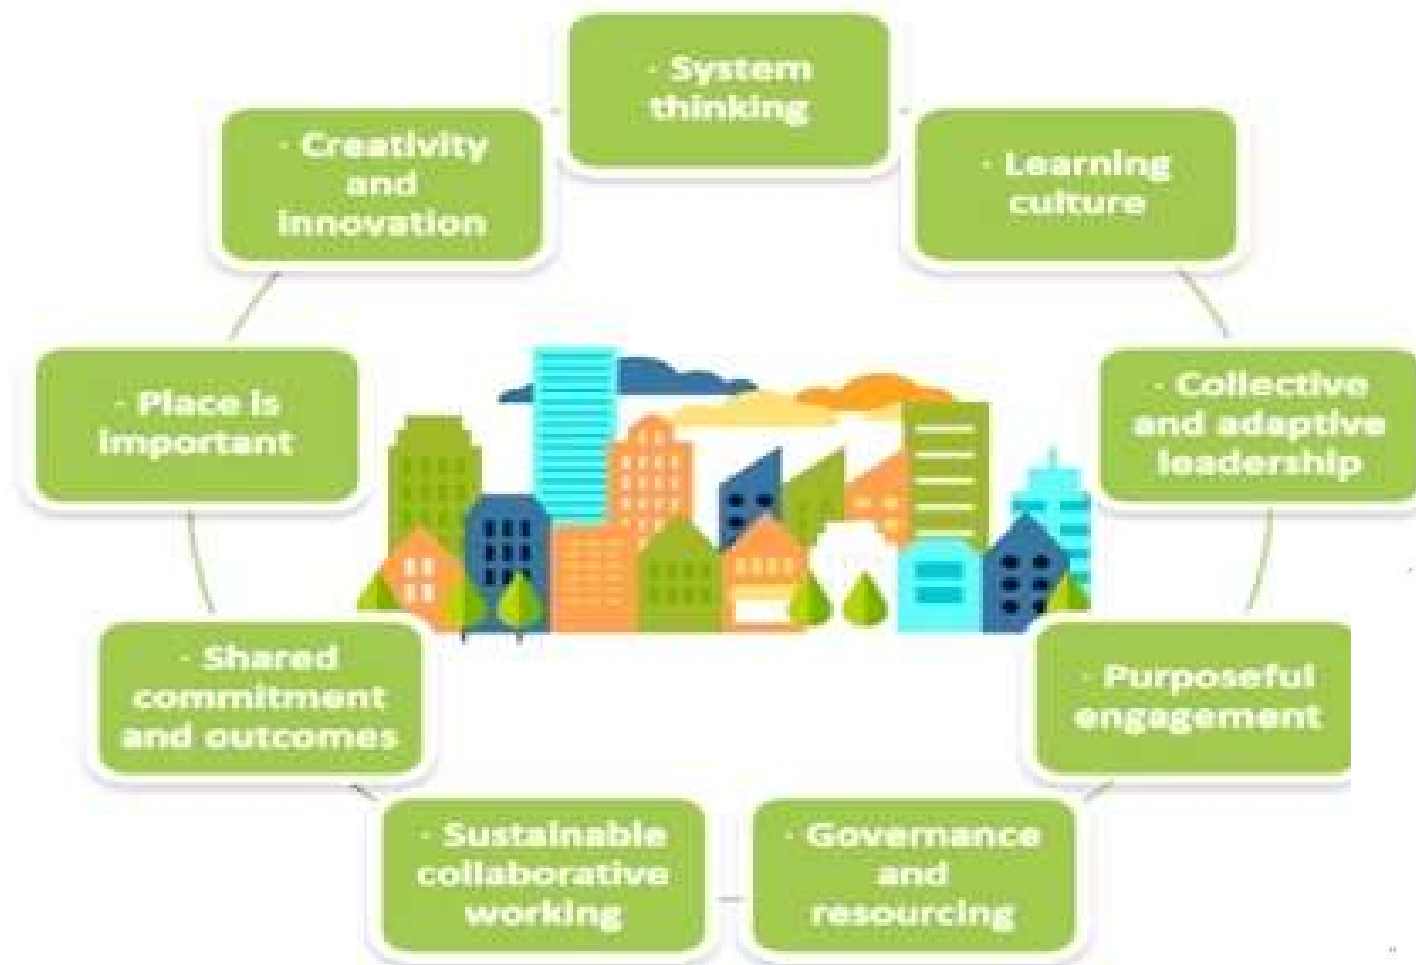 · System
thinking
· Learning
culture
· Collective
and adaptive
leadership
· Purposeful
engagement
· Governance
and
resourcing
· Sustainable
collaborative
working
· Shared
commitment
and outcomes
· Place is
important
· Creativity
and
innovation